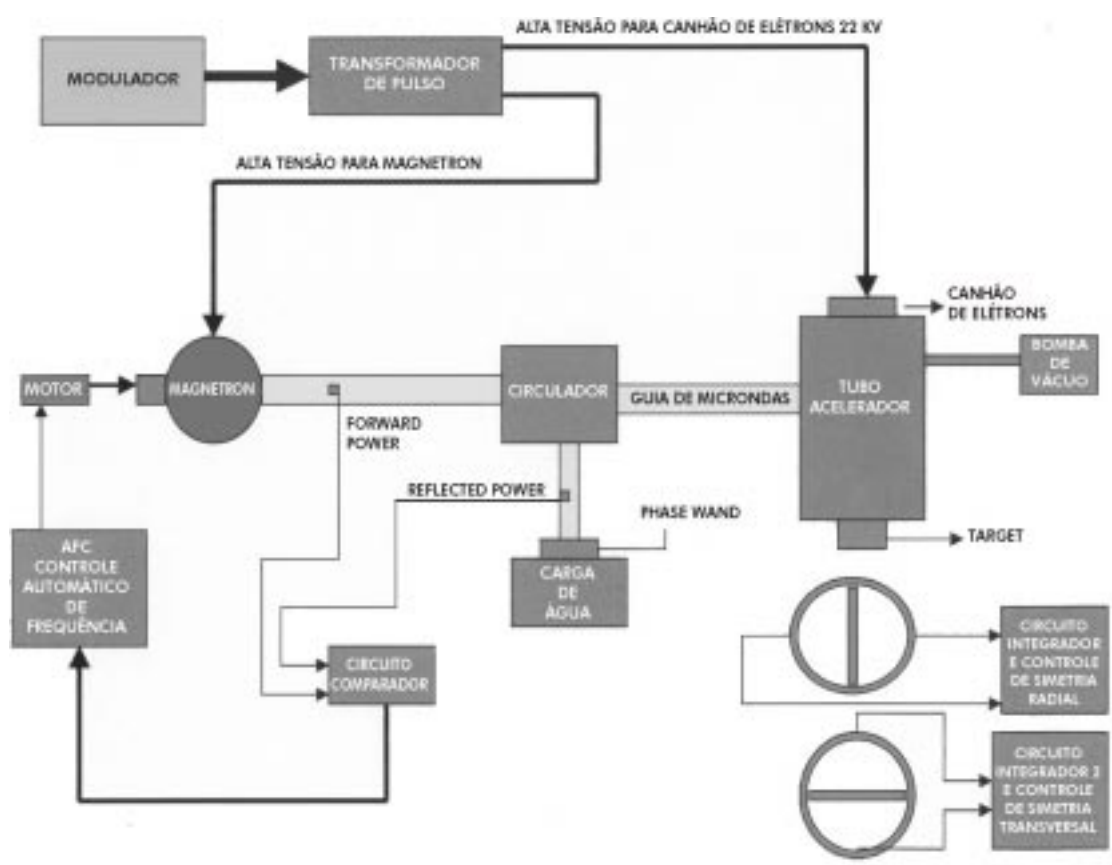 ALTA TENSÃO PARA CANHÃO DE ELÉTRONS 22 KV
MODULADOR
TRANSFORMADOR
DE PULSO
ALTA TENSÃO PARA MAGNETRON
CANHÃO
DE ELÉTRONS
BOMBA
DE
VÁCUO
MOTOR
MAGNETRON
CIRCULADOR
GUIA DE MICRONDAS
TUBO
ACELERADOR
FORWARD
POWER
REFLECTED POWER
PHASE WAND
TARGET
AFC
CONTROLE
AUTOMÁTICO
DE
FREQUÊNCIA
CARGA
DE
ÁGUA
CIRCUITO
COMPARADOR
CIRCUITO
INTEGRADOR
E CONTROLE
DE SIMETRIA
RADIAL
CIRCUITO
INTEGRADOR 2
E CONTROLE
DE SIMETRIA
TRANSVERSAL